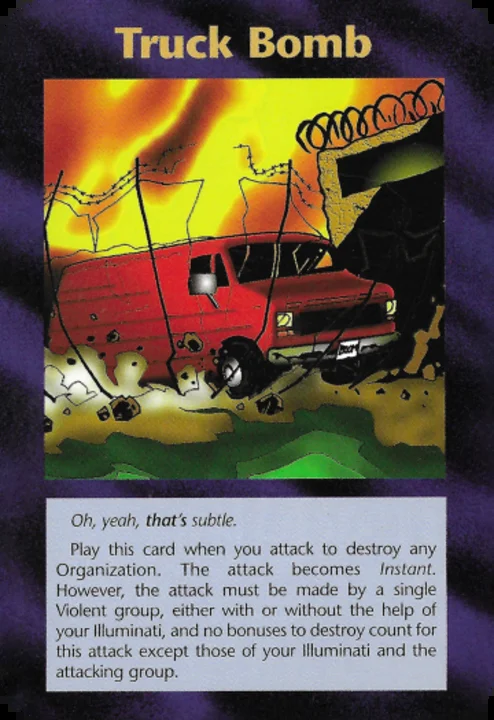 Truck Bomb
Oh, yeah, that's subtle.
Play this card when you attack to destroy any
Organization. The attack becomes Instant.
However, the attack must be made by a single
Violent group, either with or without the help of
your Illuminati, and no bonuses to destroy count for
this attack except those of your Illuminati and the
attacking group.